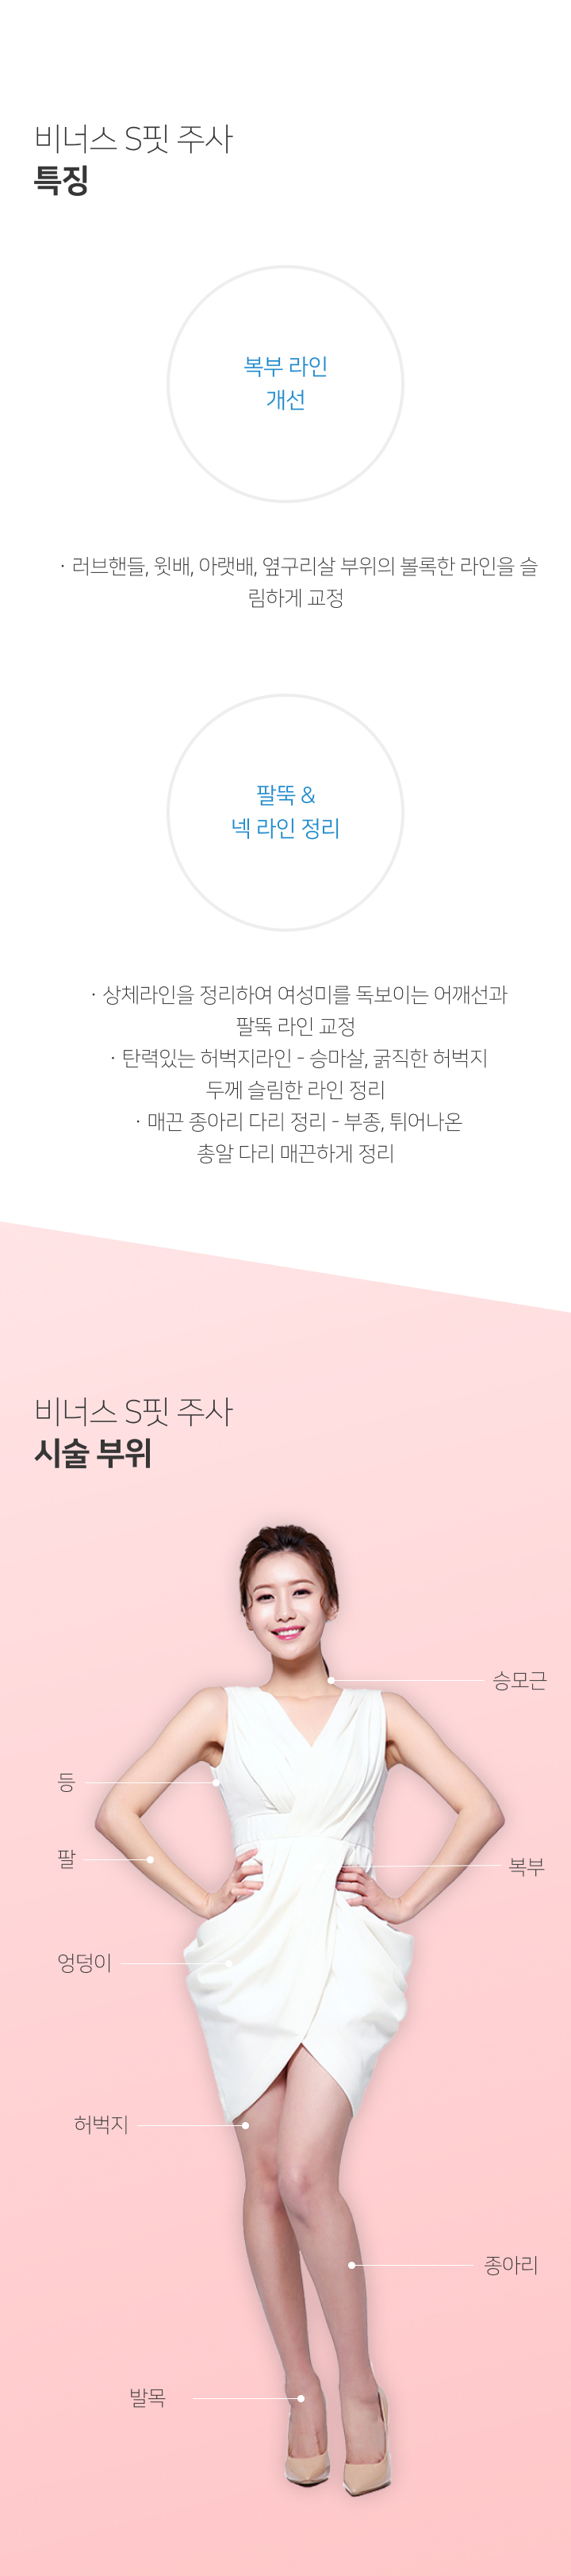 비너스 S핏 주사
특징
복부 라인
개선
· 러브핸들, 윗배, 아랫배, 옆구리살 부위의 볼록한 라인을 슬
림하게 교정
팔뚝 &
넥 라인 정리
· 상체라인을 정리하여 여성미를 독보이는 어깨선과
팔뚝 라인 교정
· 탄력있는 허벅지라인 - 승마살, 굵직한 허벅지
두께 슬림한 라인 정리
· 매끈 종아리 다리 정리 - 부종, 튀어나온
총알 다리 매끈하게 정리
비너스 S핏 주사
시술 부위
승모근
등
팔
복부
엉덩이
허벅지
종아리
발목